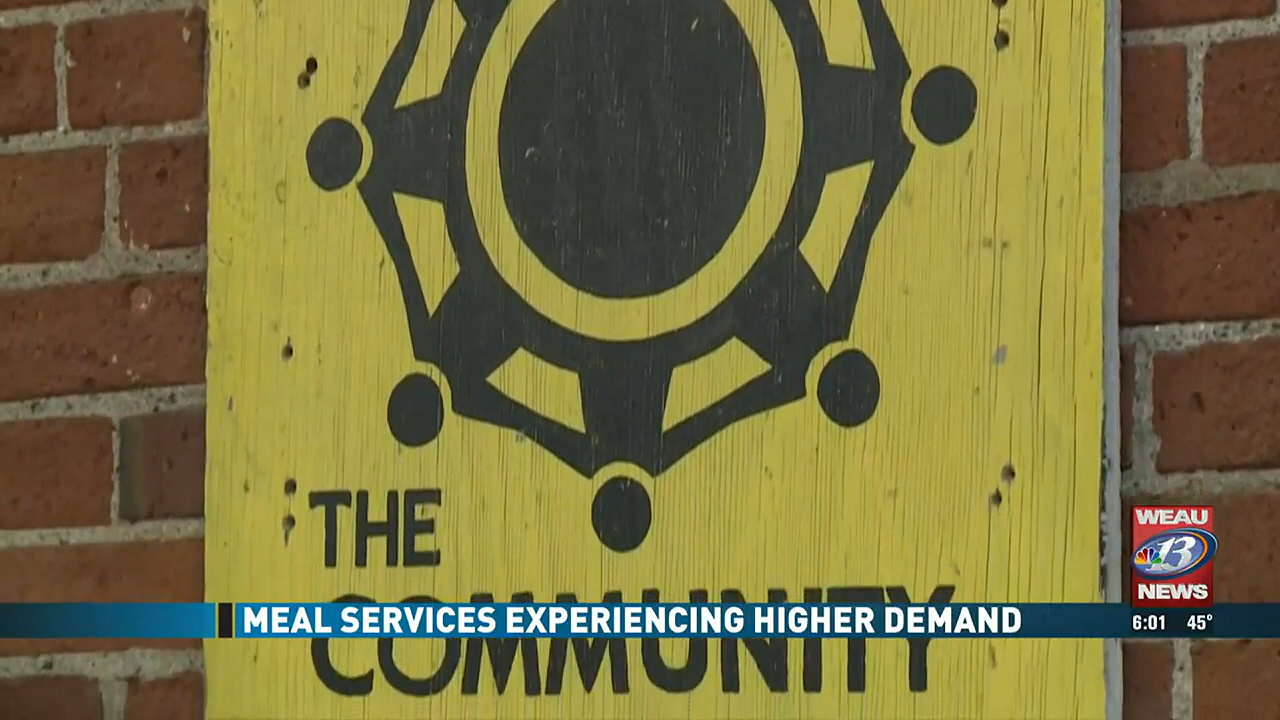 THE
COMMUNITY
MEAL SERVICES EXPERIENCING HIGHER DEMAND
WEAU
13
NEWS
6:01 45°